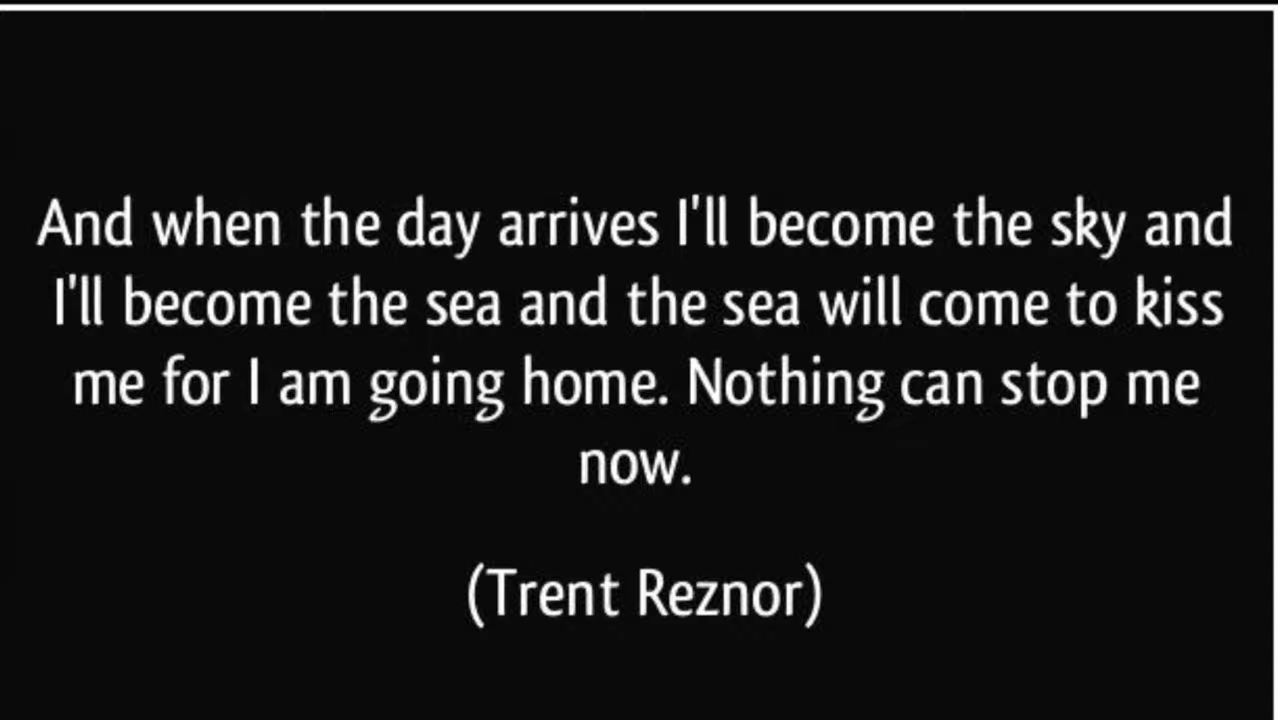 And when the day arrives I'll become the sky and
I'll become the sea and the sea will come to kiss
me for I am going home. Nothing can stop me
now.
(Trent Reznor)